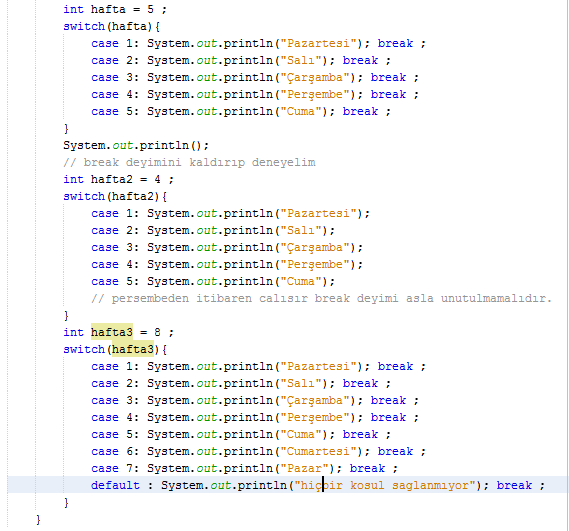 int hafta = 5 ;
switch(hafta){
case 1: System.out.println("Pazartesi"); break ;
case 2: System.out.println("Salı"); break ;
case 3: System.out.println("Çarşamba"); break ;
case 4: System.out.println("Perşembe"); break ;
case 5: System.out.println("Cuma"); break ;
}
System.out.println();
// break deyimini kaldırıp deneyelim
int hafta2 = 4 ;
switch(hafta2){
case 1: System.out.println("Pazartesi");
case 2: System.out.println("Salı");
case 3: System.out.println("Çarşamba");
case 4: System.out.println("Perşembe");
case 5: System.out.println("Cuma");
// persembeden itibaren calısır break deyimi asla unutulmamalıdır.
}
int hafta3 = 8 ;
switch(hafta3){
case 1: System.out.println("Pazartesi"); break ;
case 2: System.out.println("Salı"); break ;
case 3: System.out.println("Çarşamba"); break ;
case 4: System.out.println("Perşembe"); break ;
case 5: System.out.println("Cuma"); break ;
case 6: System.out.println("Cumartesi"); break ;
case 7: System.out.println("Pazar"); break ;
default : System.out.println("hiçbir kosul saglanmıyor"); break ;
}
}